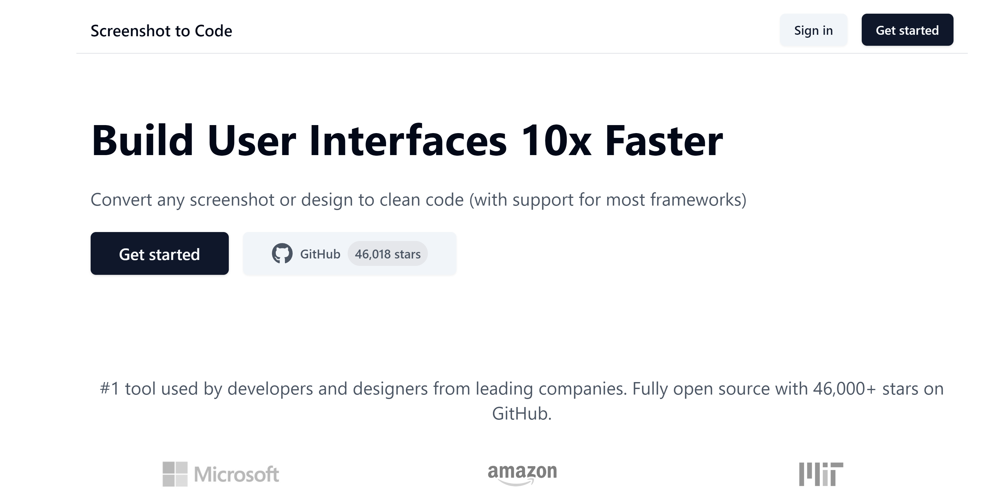 Screenshot to Code
Sign in
Get started
Build User Interfaces 10x Faster
Convert any screenshot or design to clean code (with support for most frameworks)
Get started
GitHub
46,018 stars
#1 tool used by developers and designers from leading companies. Fully open source with 46,000+ stars on
GitHub.
Microsoft
amazon
MIT